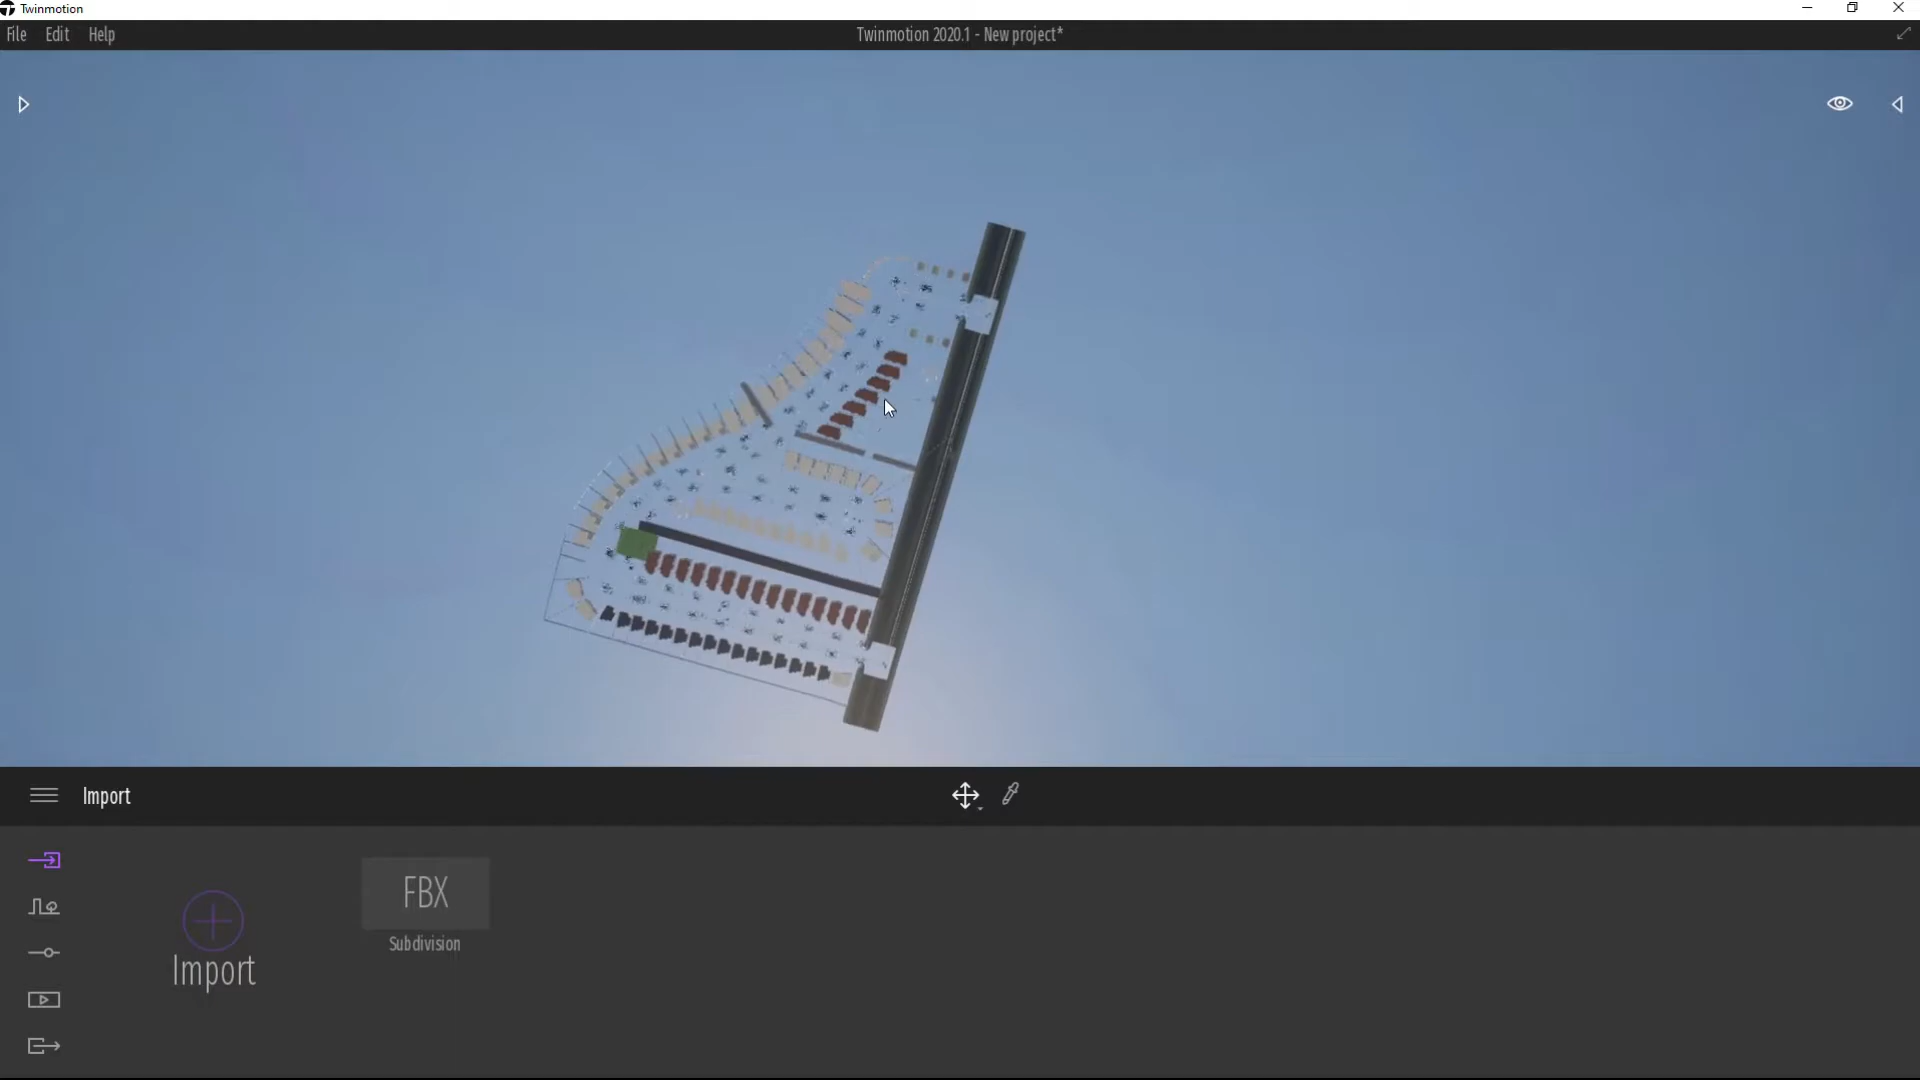 Twinmotion
File Edit Help
Twinmotion 2020.1 - New project*
Import
Import
FBX
Subdivision